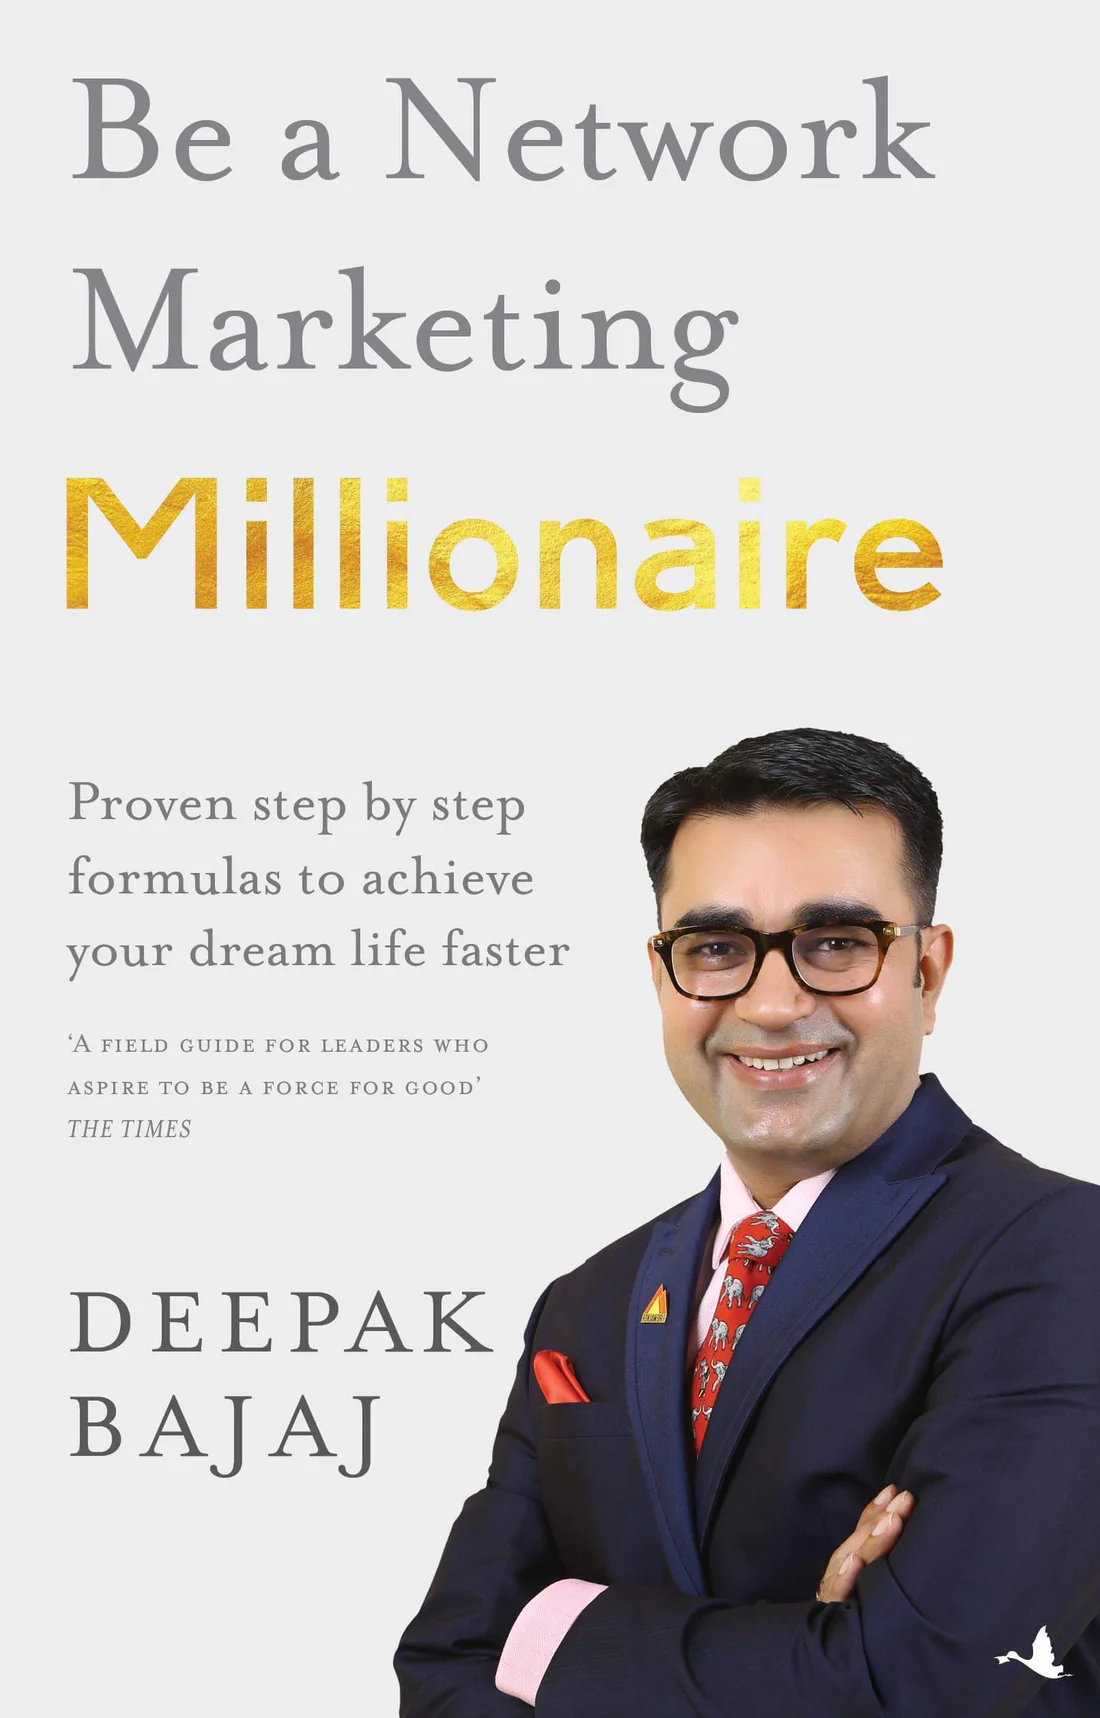 Be a Network
Marketing
Millionaire
Proven step by step
formulas to achieve
your dream life faster
‘A FIELD GUIDE FOR LEADERS WHO
ASPIRE TO BE A FORCE FOR GOOD’
THE TIMES
DEEPAK
BAJAJ